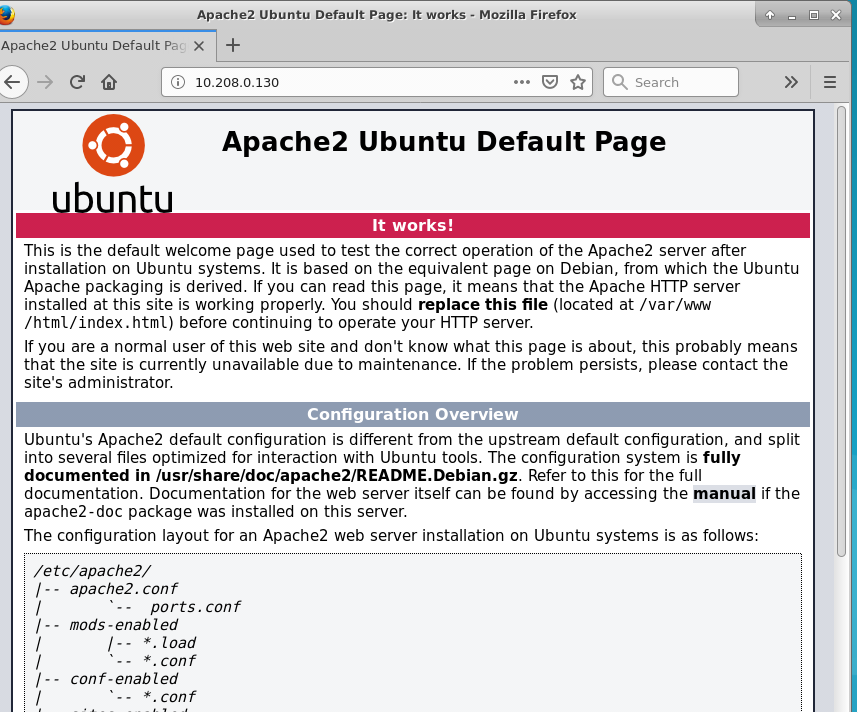 Apache2 Ubuntu Default Page: It works - Mozilla Firefox
Apache2 Ubuntu Default Pag
10.208.0.130
Search
ubuntu
Apache2 Ubuntu Default Page
It works!
This is the default welcome page used to test the correct operation of the Apache2 server after
installation on Ubuntu systems. It is based on the equivalent page on Debian, from which the Ubuntu
Apache packaging is derived. If you can read this page, it means that the Apache HTTP server
installed at this site is working properly. You should replace this file (located at /var/www
/html/index.html) before continuing to operate your HTTP server.
If you are a normal user of this web site and don't know what this page is about, this probably means
that the site is currently unavailable due to maintenance. If the problem persists, please contact the
site's administrator.
Configuration Overview
Ubuntu's Apache2 default configuration is different from the upstream default configuration, and split
into several files optimized for interaction with Ubuntu tools. The configuration system is fully
documented in /usr/share/doc/apache2/README.Debian.gz. Refer to this for the full
documentation. Documentation for the web server itself can be found by accessing the manual if the
apache2-doc package was installed on this server.
The configuration layout for an Apache2 web server installation on Ubuntu systems is as follows:
/etc/apache2/
|-- apache2.conf
|       `--  ports.conf
|-- mods-enabled
|       |-- *.load
|       `-- *.conf
|-- conf-enabled
|       `-- *.conf